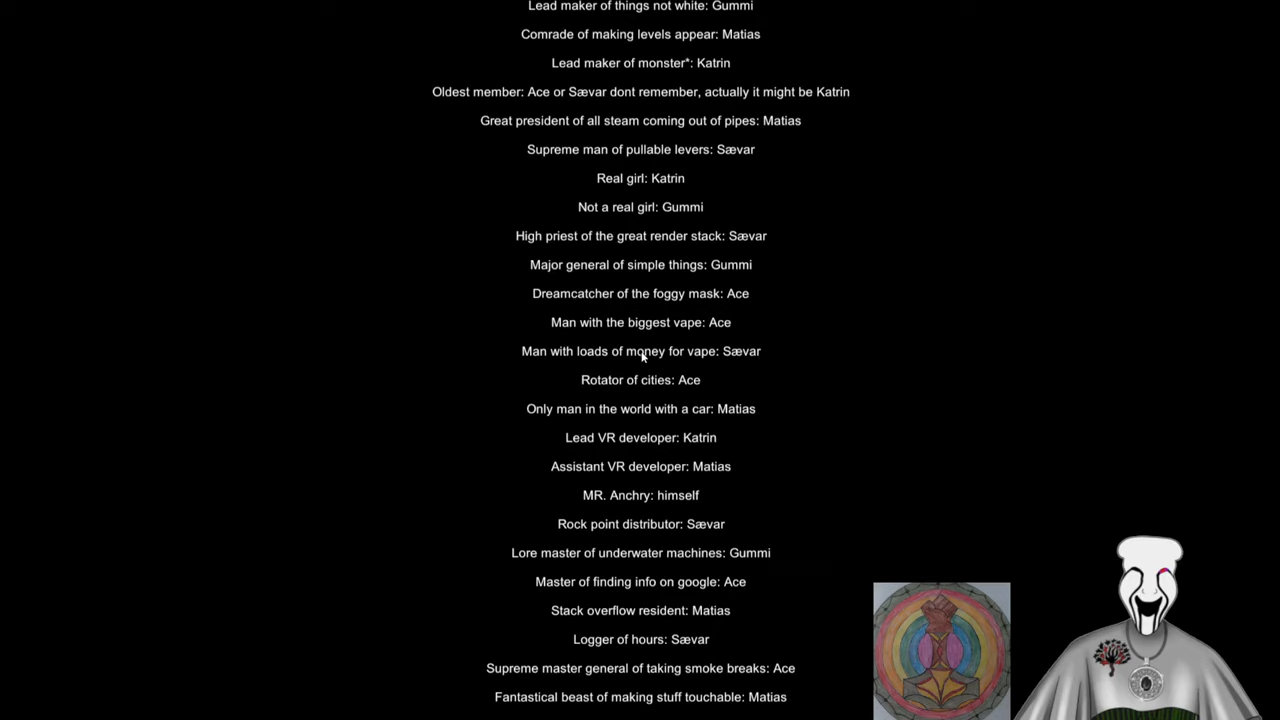 Lead maker of things not white: Gummi
Comrade of making levels appear: Matias
Lead maker of monster*: Katrin
Oldest member: Ace or Sævar dont remember, actually it might be Katrin
Great president of all steam coming out of pipes: Matias
Supreme man of pullable levers: Sævar
Real girl: Katrin
Not a real girl: Gummi
High priest of the great render stack: Sævar
Major general of simple things: Gummi
Dreamcatcher of the foggy mask: Ace
Man with the biggest vape: Ace
Man with loads of money for vape: Sævar
Rotator of cities: Ace
Only man in the world with a car: Matias
Lead VR developer: Katrin
Assistant VR developer: Matias
MR. Anchry: himself
Rock point distributor: Sævar
Lore master of underwater machines: Gummi
Master of finding info on google: Ace
Stack overflow resident: Matias
Logger of hours: Sævar
Supreme master general of taking smoke breaks: Ace
Fantastical beast of making stuff touchable: Matias